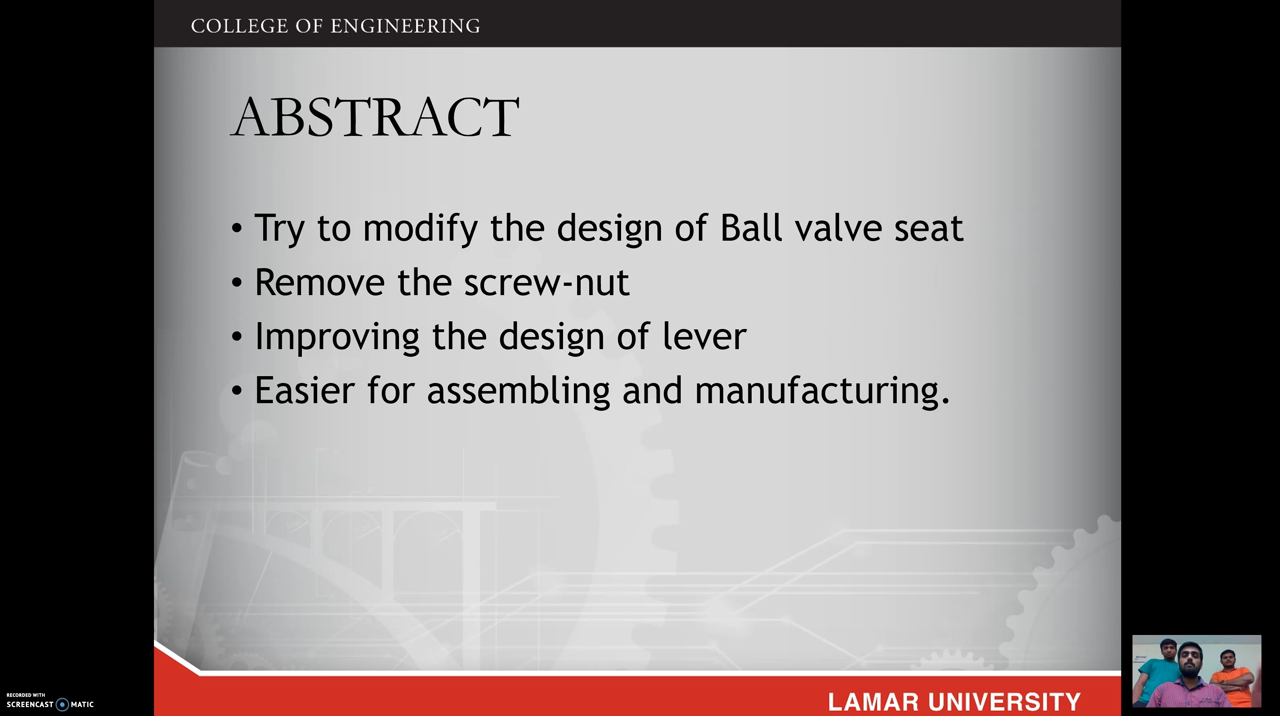 COLLEGE OF ENGINEERING
ABSTRACT
• Try to modify the design of Ball valve seat
• Remove the screw-nut
• Improving the design of lever
• Easier for assembling and manufacturing.
LAMAR UNIVERSITY
RECORDED WITH
SCREENCAST MATIC